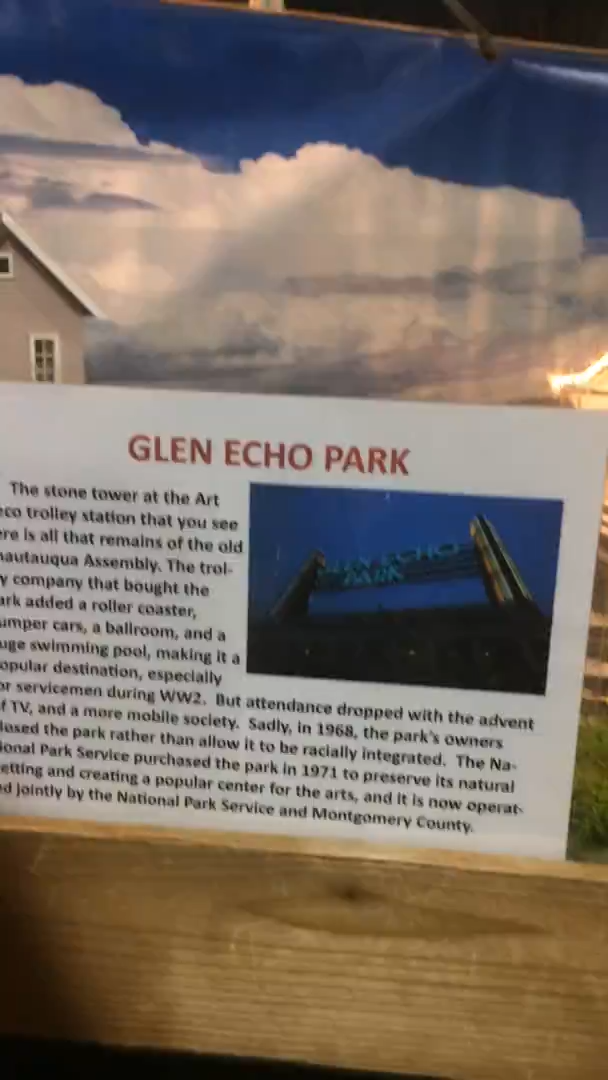 GLEN ECHO PARK
The stone tower at the Art
eco trolley station that you see
ere is all that remains of the old
hautauqua Assembly. The trol-
y company that bought the
ark added a roller coaster,
umper cars, a ballroom, and a
uge swimming pool, making it a
opular destination, especially
or servicemen during WW2. But attendance dropped with the advent
f TV, and a more mobile society. Sadly, in 1968, the park's owners
losed the park rather than allow it to be racially integrated. The Na-
ional Park Service purchased the park in 1971 to preserve its natural
etting and creating a popular center for the arts, and it is now operat-
ed jointly by the National Park Service and Montgomery County.
GLEN ECHO
PARK